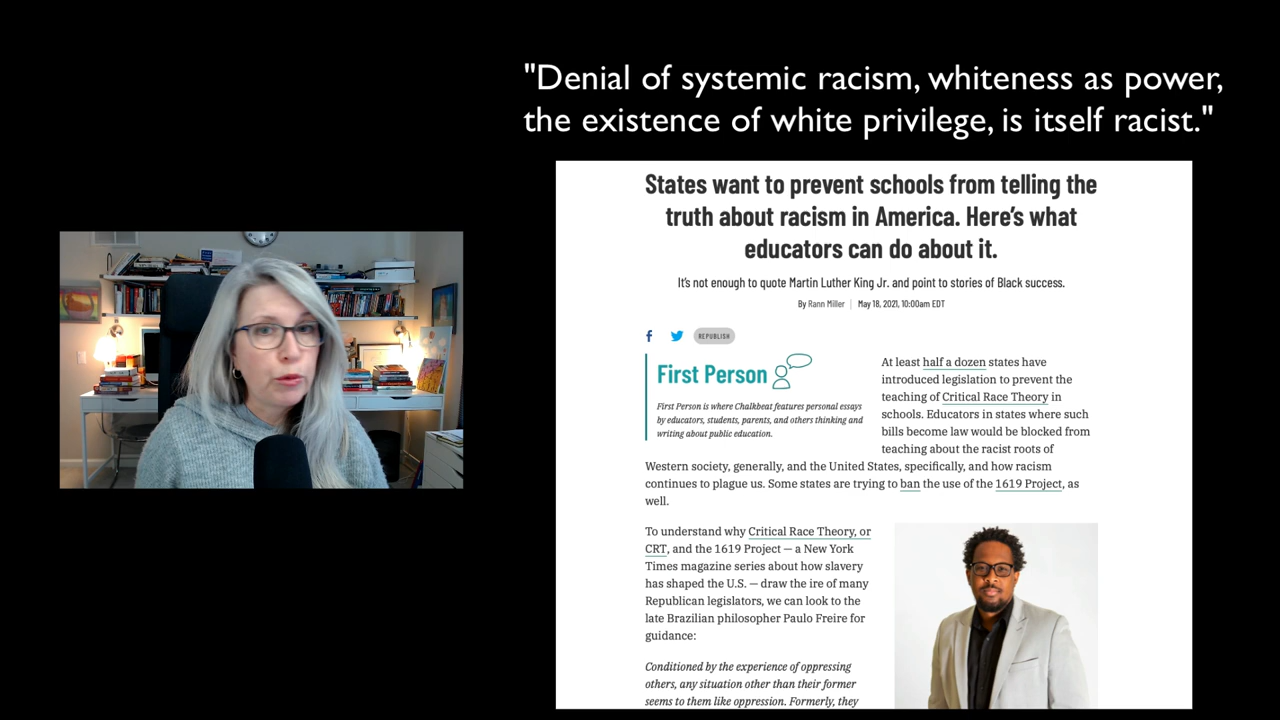 "Denial of systemic racism, whiteness as power,
the existence of white privilege, is itself racist."
States want to prevent schools from telling the
truth about racism in America. Here's what
educators can do about it.
It's not enough to quote Martin Luther King Jr. and point to stories of Black success.
By Rann Miller | May 18, 2021, 10:00am EDT
REPUBLISH
First Person
First Person is where Chalkbeat features personal essays
by educators, students, parents, and others thinking and
writing about public education.
At least half a dozen states have
introduced legislation to prevent the
teaching of Critical Race Theory in
schools. Educators in states where such
bills become law would be blocked from
teaching about the racist roots of
Western society, generally, and the United States, specifically, and how racism
continues to plague us. Some states are trying to ban the use of the 1619 Project, as
well.
To understand why Critical Race Theory, or
CRT, and the 1619 Project — a New York
Times magazine series about how slavery
has shaped the U.S. — draw the ire of many
Republican legislators, we can look to the
late Brazilian philosopher Paulo Freire for
guidance:
Conditioned by the experience of oppressing
others, any situation other than their former
seems to them like oppression. Formerly, they